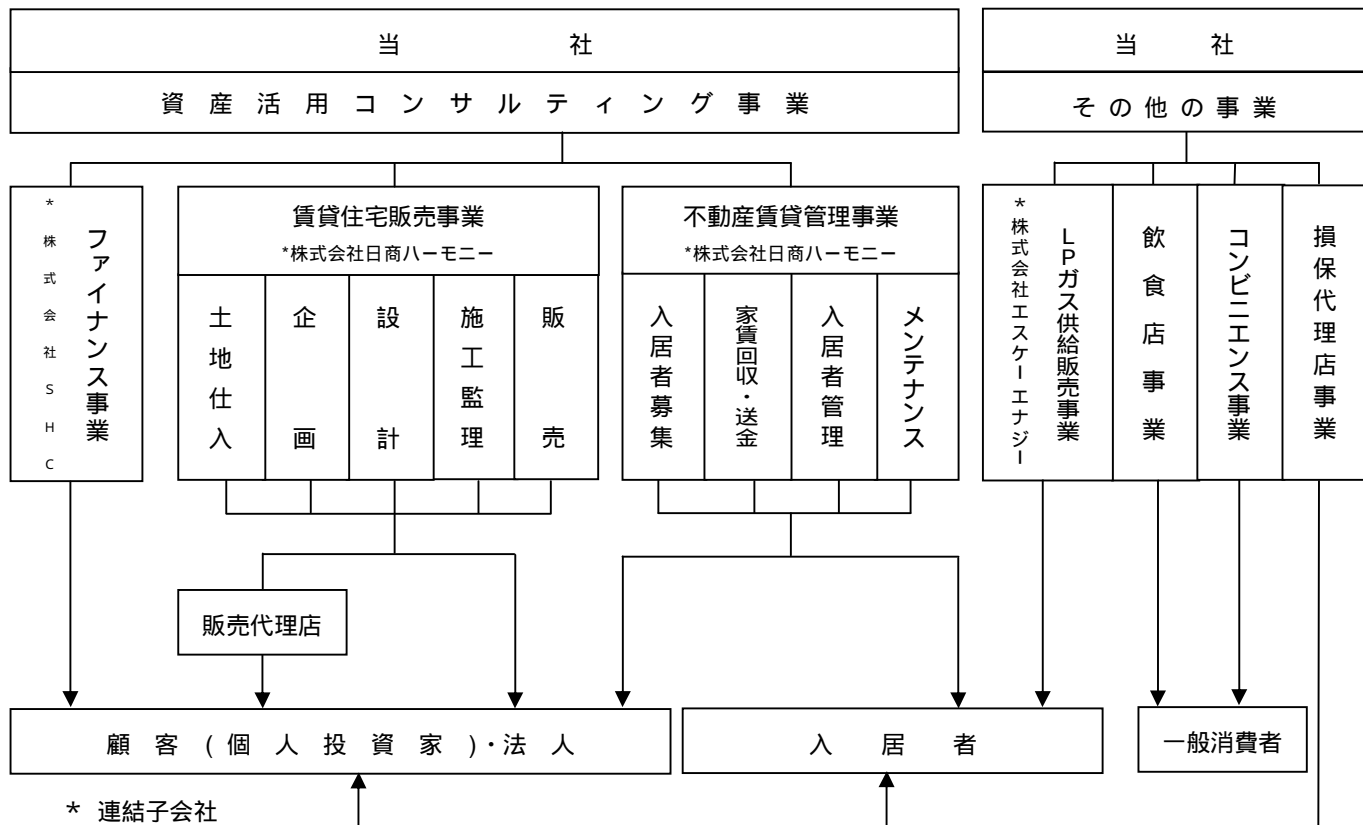 当社
資産活用コンサルティング事業
当社
その他の事業
ファイナンス事業
*株式会社SHC
賃貸住宅販売事業
*株式会社日商ハーモニー
土地仕入
企画
設計
施工監理
販売
不動産賃貸管理事業
*株式会社日商ハーモニー
入居者募集
家賃回収・送金
入居者管理
メンテナンス
LPガス供給販売事業
*株式会社エスケーエナジー
飲食店事業
コンビニエンス事業
損保代理店事業
販売代理店
顧客(個人投資家)・法人
入居者
一般消費者
* 連結子会社